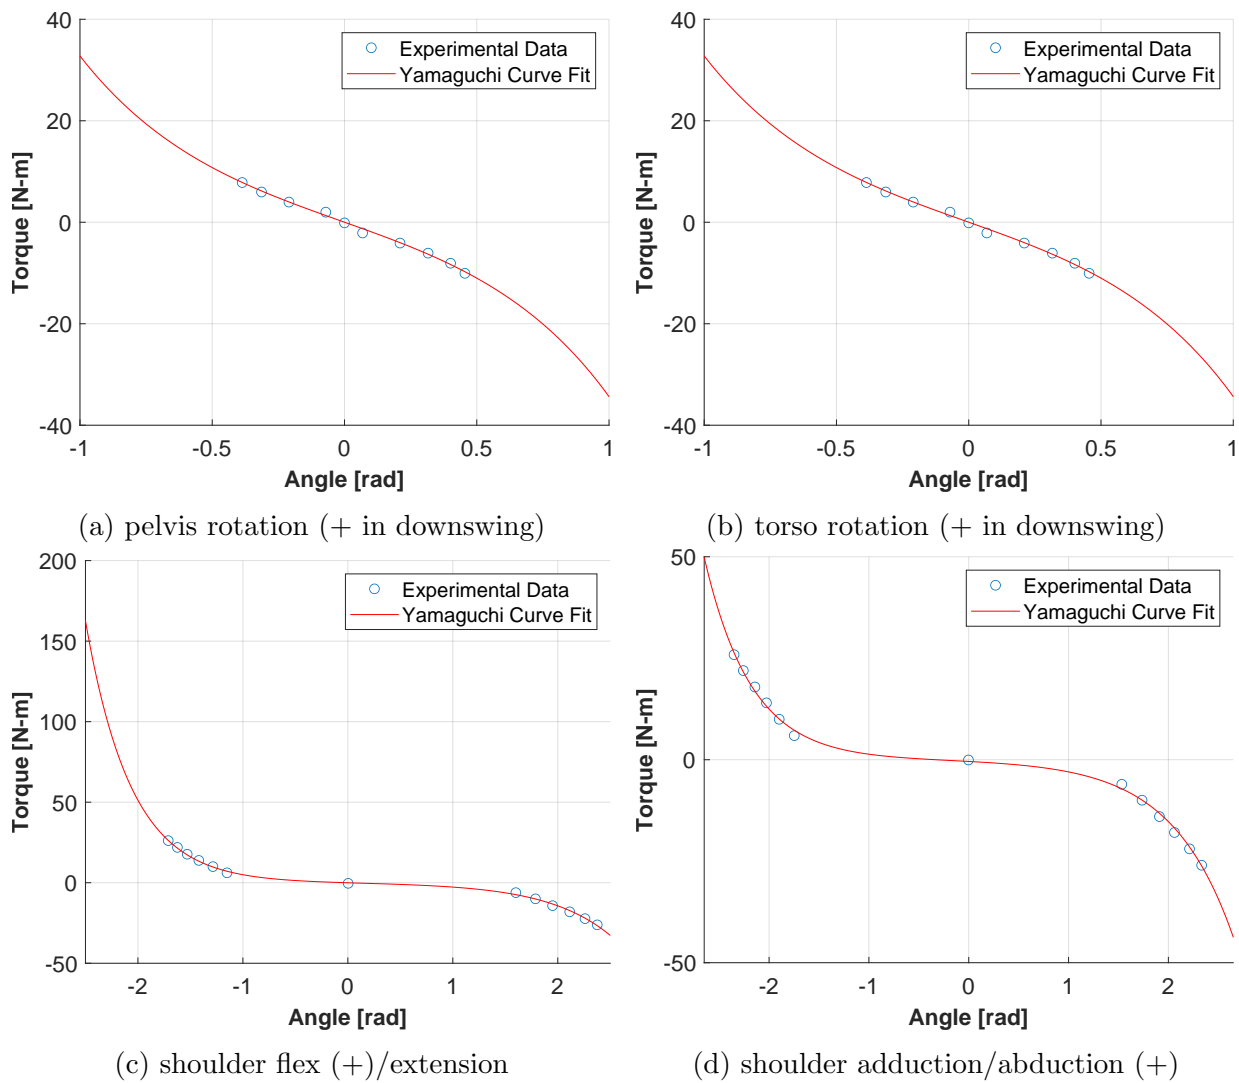 40
20
0
-20
-40
-1
-0.5
0
0.5
1
Torque [N-m]
Angle [rad]
Experimental Data
Yamaguchi Curve Fit
(a) pelvis rotation (+ in downswing)
40
20
0
-20
-40
-1
-0.5
0
0.5
1
Torque [N-m]
Angle [rad]
Experimental Data
Yamaguchi Curve Fit
(b) torso rotation (+ in downswing)
200
150
100
50
0
-50
-2
-1
0
1
2
Torque [N-m]
Angle [rad]
Experimental Data
Yamaguchi Curve Fit
(c) shoulder flex (+)/extension
50
0
-50
-2
-1
0
1
2
Torque [N-m]
Angle [rad]
Experimental Data
Yamaguchi Curve Fit
(d) shoulder adduction/abduction (+)